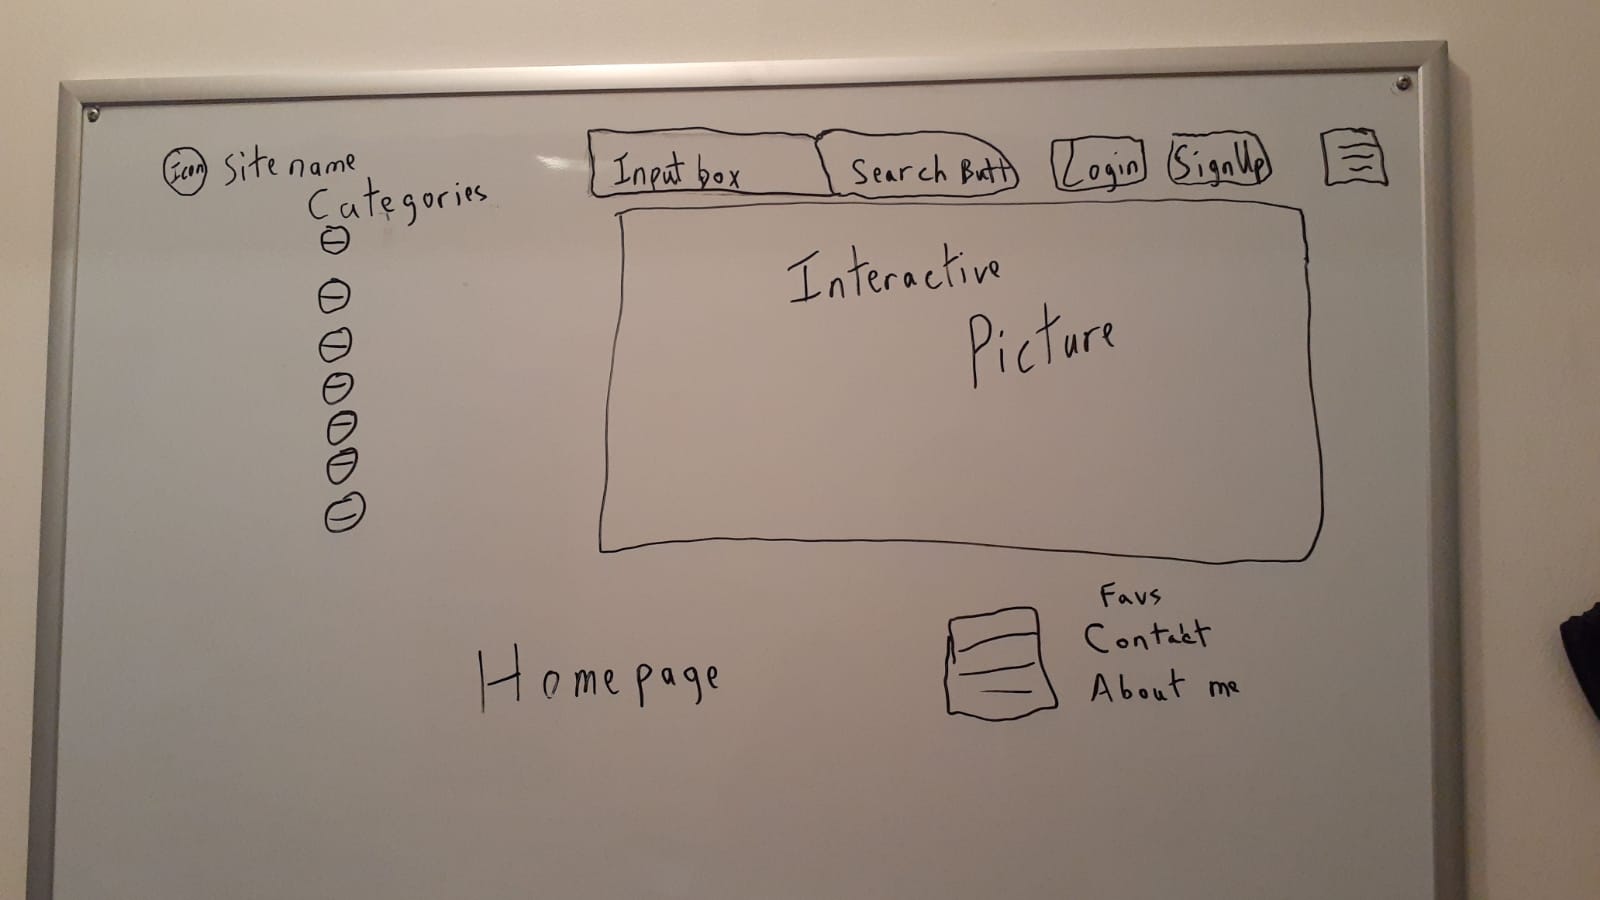 Icon Site name
Categories
Input box
Search Butt
Login
SignUp
Interactive
Picture
Favs
Contact
About me
Homepage